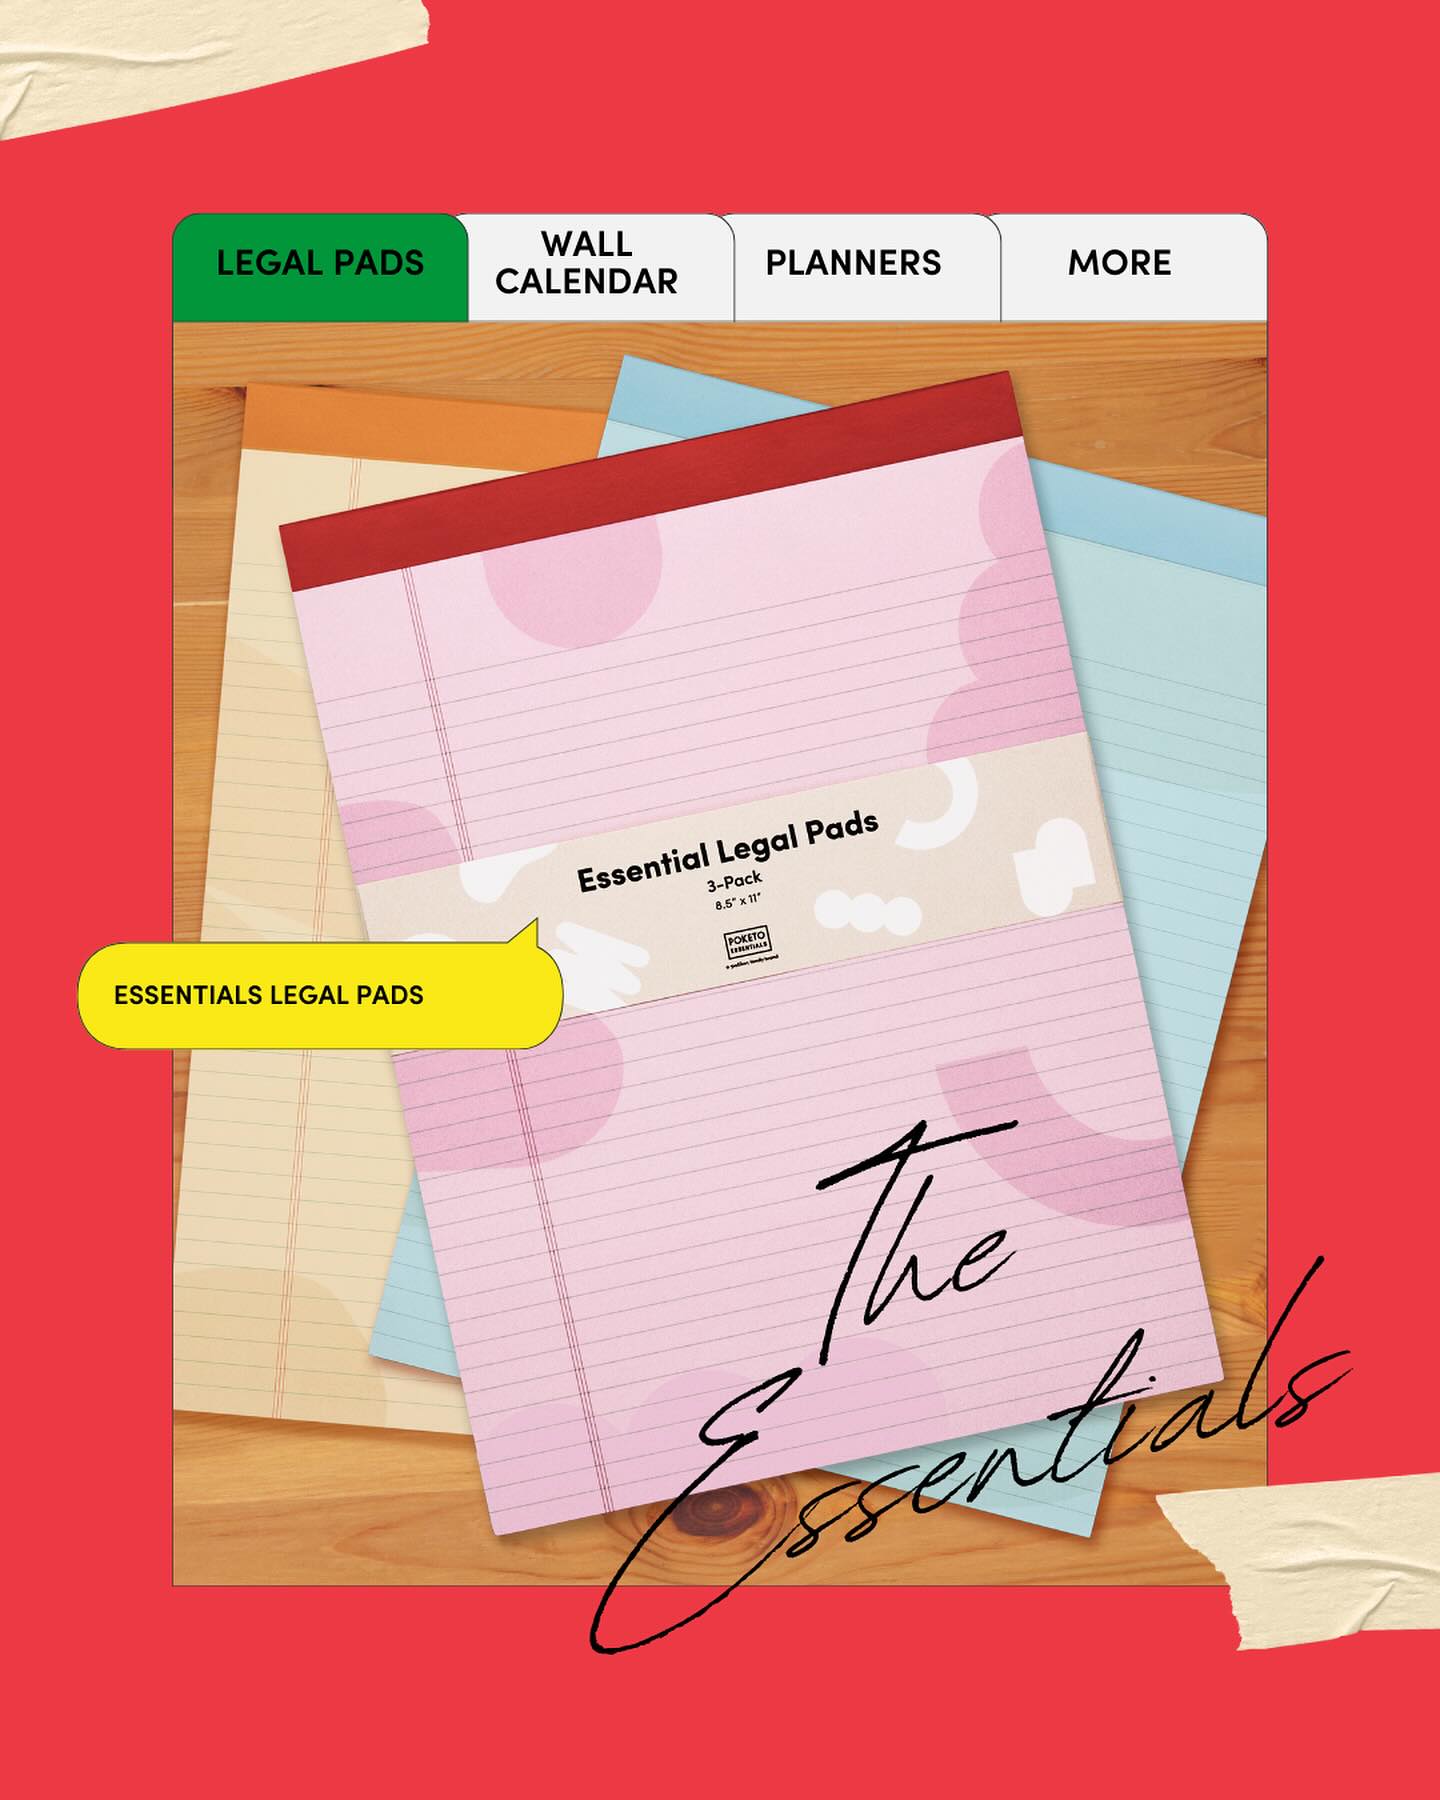 LEGAL PADS
WALL
CALENDAR
PLANNERS
MORE
Essential Legal Pads
3-Pack
8.5" x 11"
POKETO
ESSENTIALS
ESSENTIALS LEGAL PADS
The
Essentials